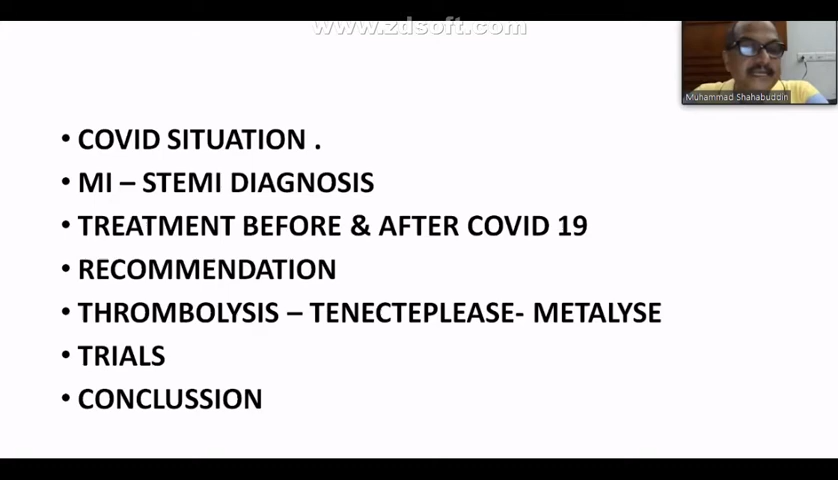 www.zdsoft.com
Muhammad Shahabuddin
• COVID SITUATION .
• MI – STEMI DIAGNOSIS
• TREATMENT BEFORE & AFTER COVID 19
• RECOMMENDATION
• THROMBOLYSIS – TENECTEPLEASE- METALYSE
• TRIALS
• CONCLUSSION